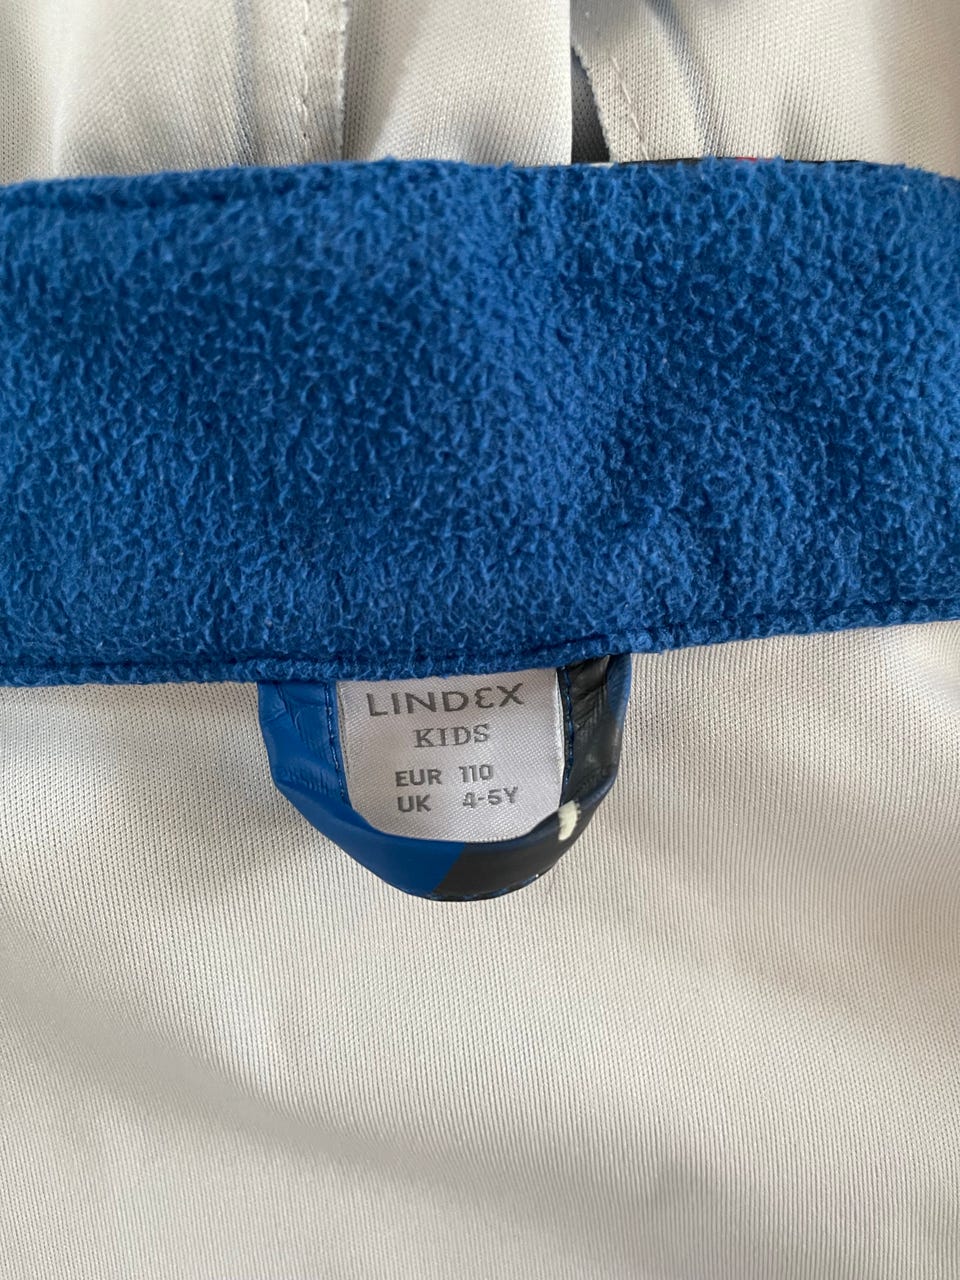 LINDEX
KIDS
EUR 110
UK 4-5Y